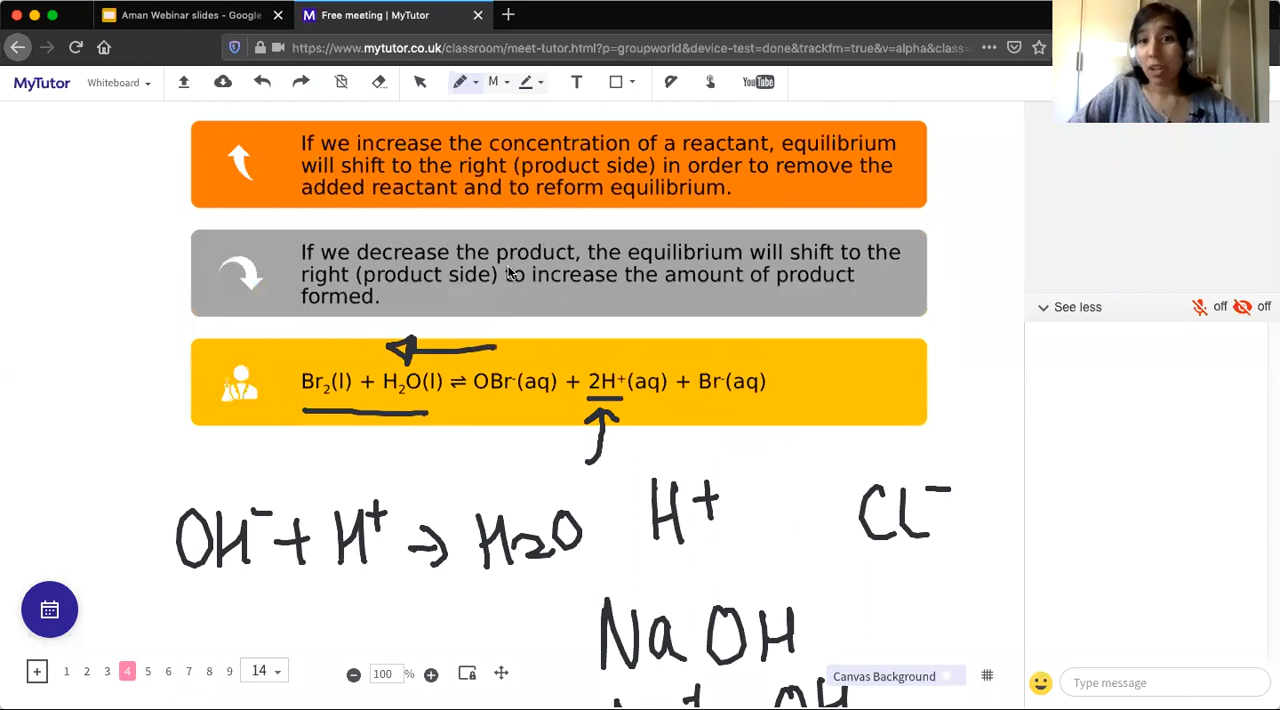 Aman Webinar slides - Google
Free meeting | MyTutor
https://www.mytutor.co.uk/classroom/meet-tutor.html?p=groupworld&device-test=done&trackfm=true&v=alpha&class=
MyTutor
Whiteboard
M
T
YouTube
If we increase the concentration of a reactant, equilibrium
will shift to the right (product side) in order to remove the
added reactant and to reform equilibrium.
If we decrease the product, the equilibrium will shift to the
right (product side) to increase the amount of product
formed.
Br₂(l) + H₂O(l) ⇌ OBr⁻(aq) + 2H⁺(aq) + Br⁻(aq)
OH⁻ + H⁺ → H2O
H+
CL⁻
NaOH
OH
See less
off
off
1 2 3 4 5 6 7 8 9 14
100 %
Canvas Background
Type message